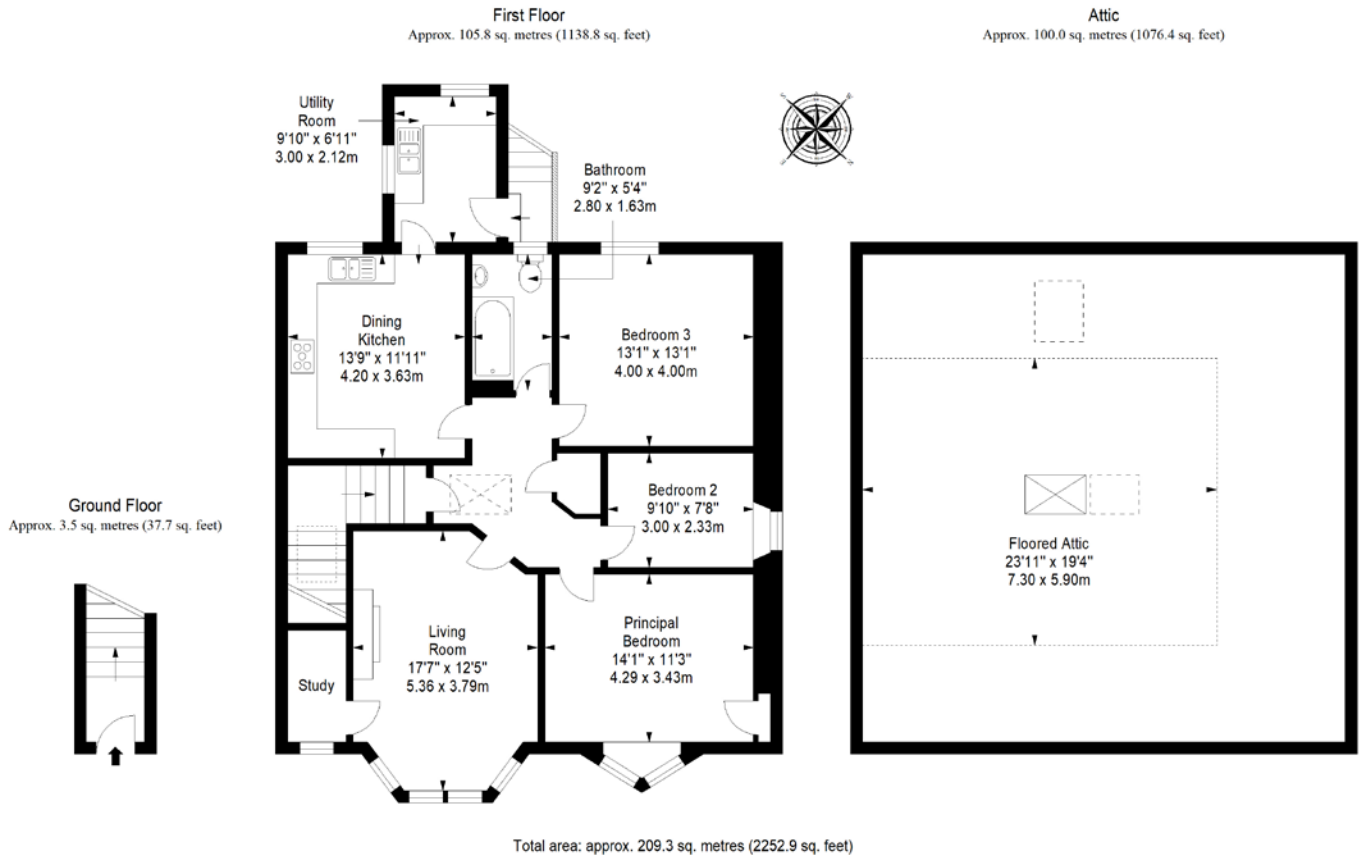 First Floor
Approx. 105.8 sq. metres (1138.8 sq. feet)
Attic
Approx. 100.0 sq. metres (1076.4 sq. feet)
Utility
Room
9'10" x 6'11"
3.00 x 2.12m
Bathroom
9'2" x 5'4"
2.80 x 1.63m
Dining
Kitchen
13'9" x 11'11"
4.20 x 3.63m
Bedroom 3
13'1" x 13'1"
4.00 x 4.00m
Ground Floor
Approx. 3.5 sq. metres (37.7 sq. feet)
Bedroom 2
9'10" x 7'8"
3.00 x 2.33m
Floored Attic
23'11" x 19'4"
7.30 x 5.90m
Living
Room
17'7" x 12'5"
5.36 x 3.79m
Principal
Bedroom
14'1" x 11'3"
4.29 x 3.43m
Study
Total area: approx. 209.3 sq. metres (2252.9 sq. feet)